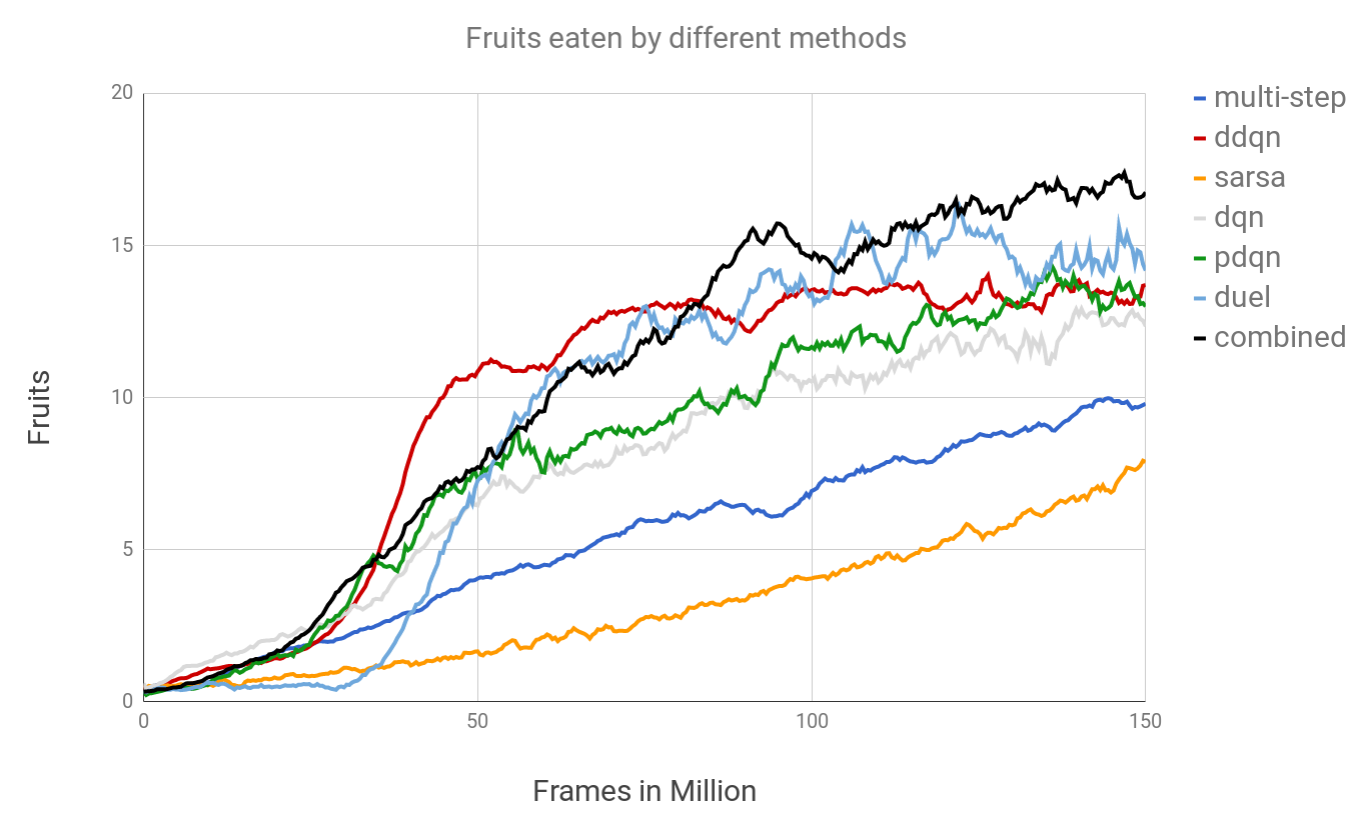 Fruits eaten by different methods
20
15
10
5
0
0
50
100
150
Fruits
Frames in Million
multi-step
ddqn
sarsa
dqn
pdqn
duel
combined